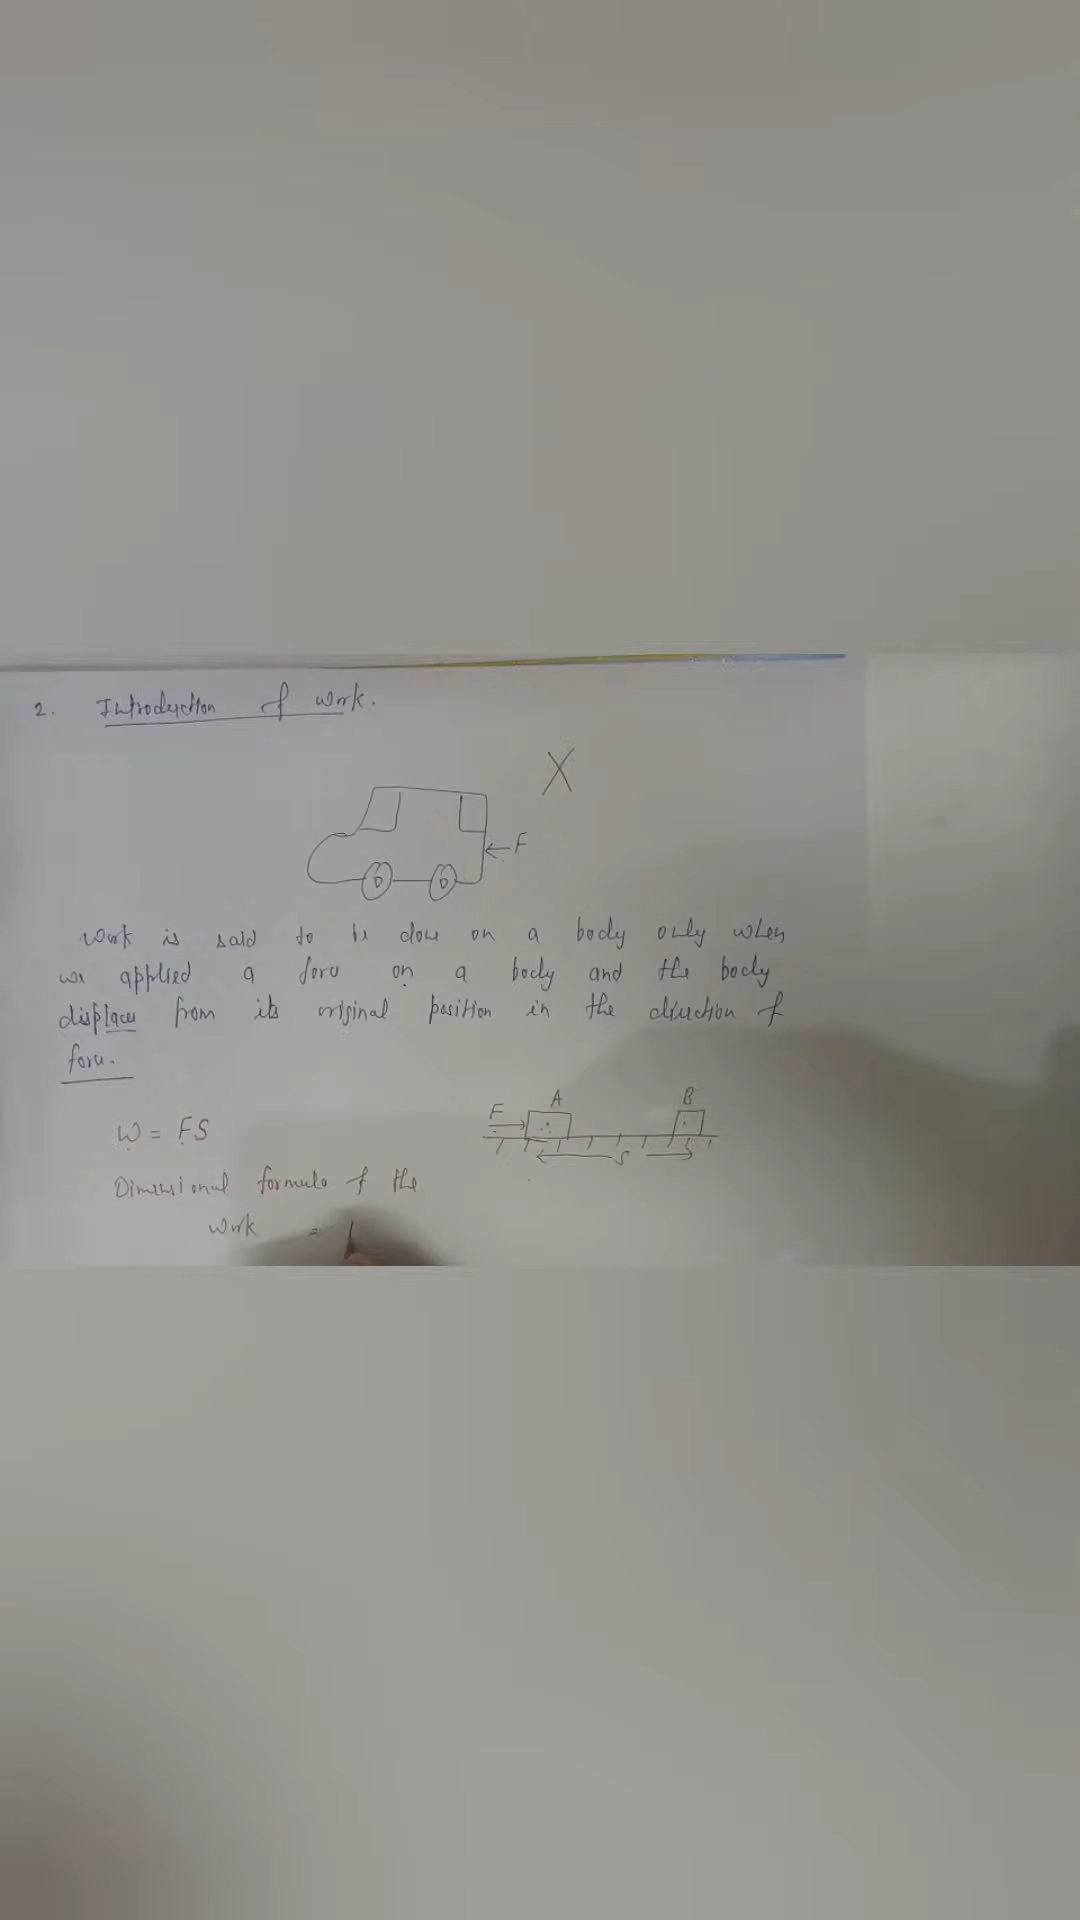 2. Introduction of work.
X
F
Work is said to be done on a body only when
we applied a force on a body and the body
displaces from its original position in the direction of
force.
F A B
W = FS
S
Dimensional formula of the
work =